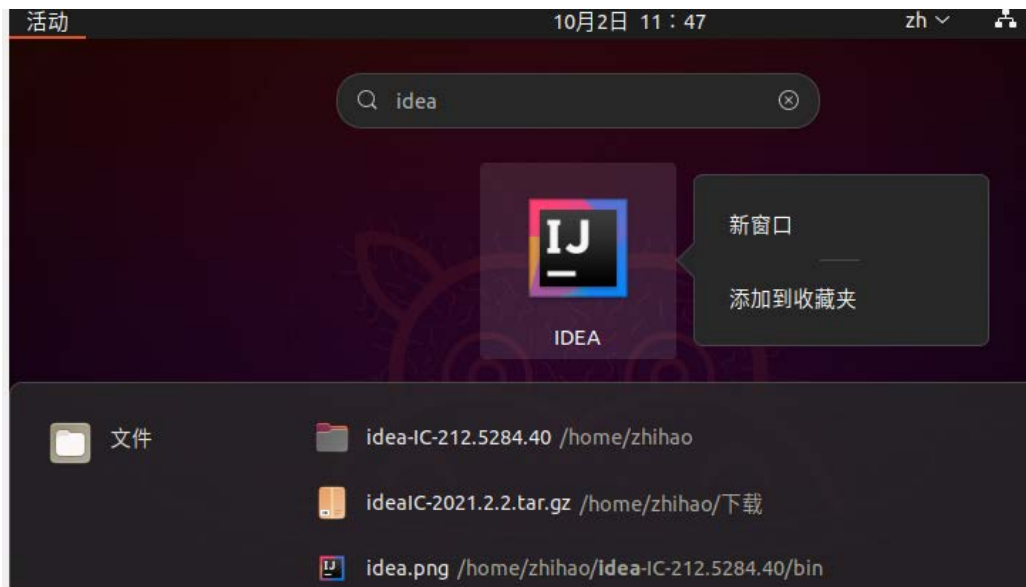 活动 10月2日 11：47 zh
idea
IJ
新窗口
添加到收藏夹
IDEA
文件
idea-IC-212.5284.40 /home/zhihao
ideaIC-2021.2.2.tar.gz /home/zhihao/下载
idea.png /home/zhihao/idea-IC-212.5284.40/bin